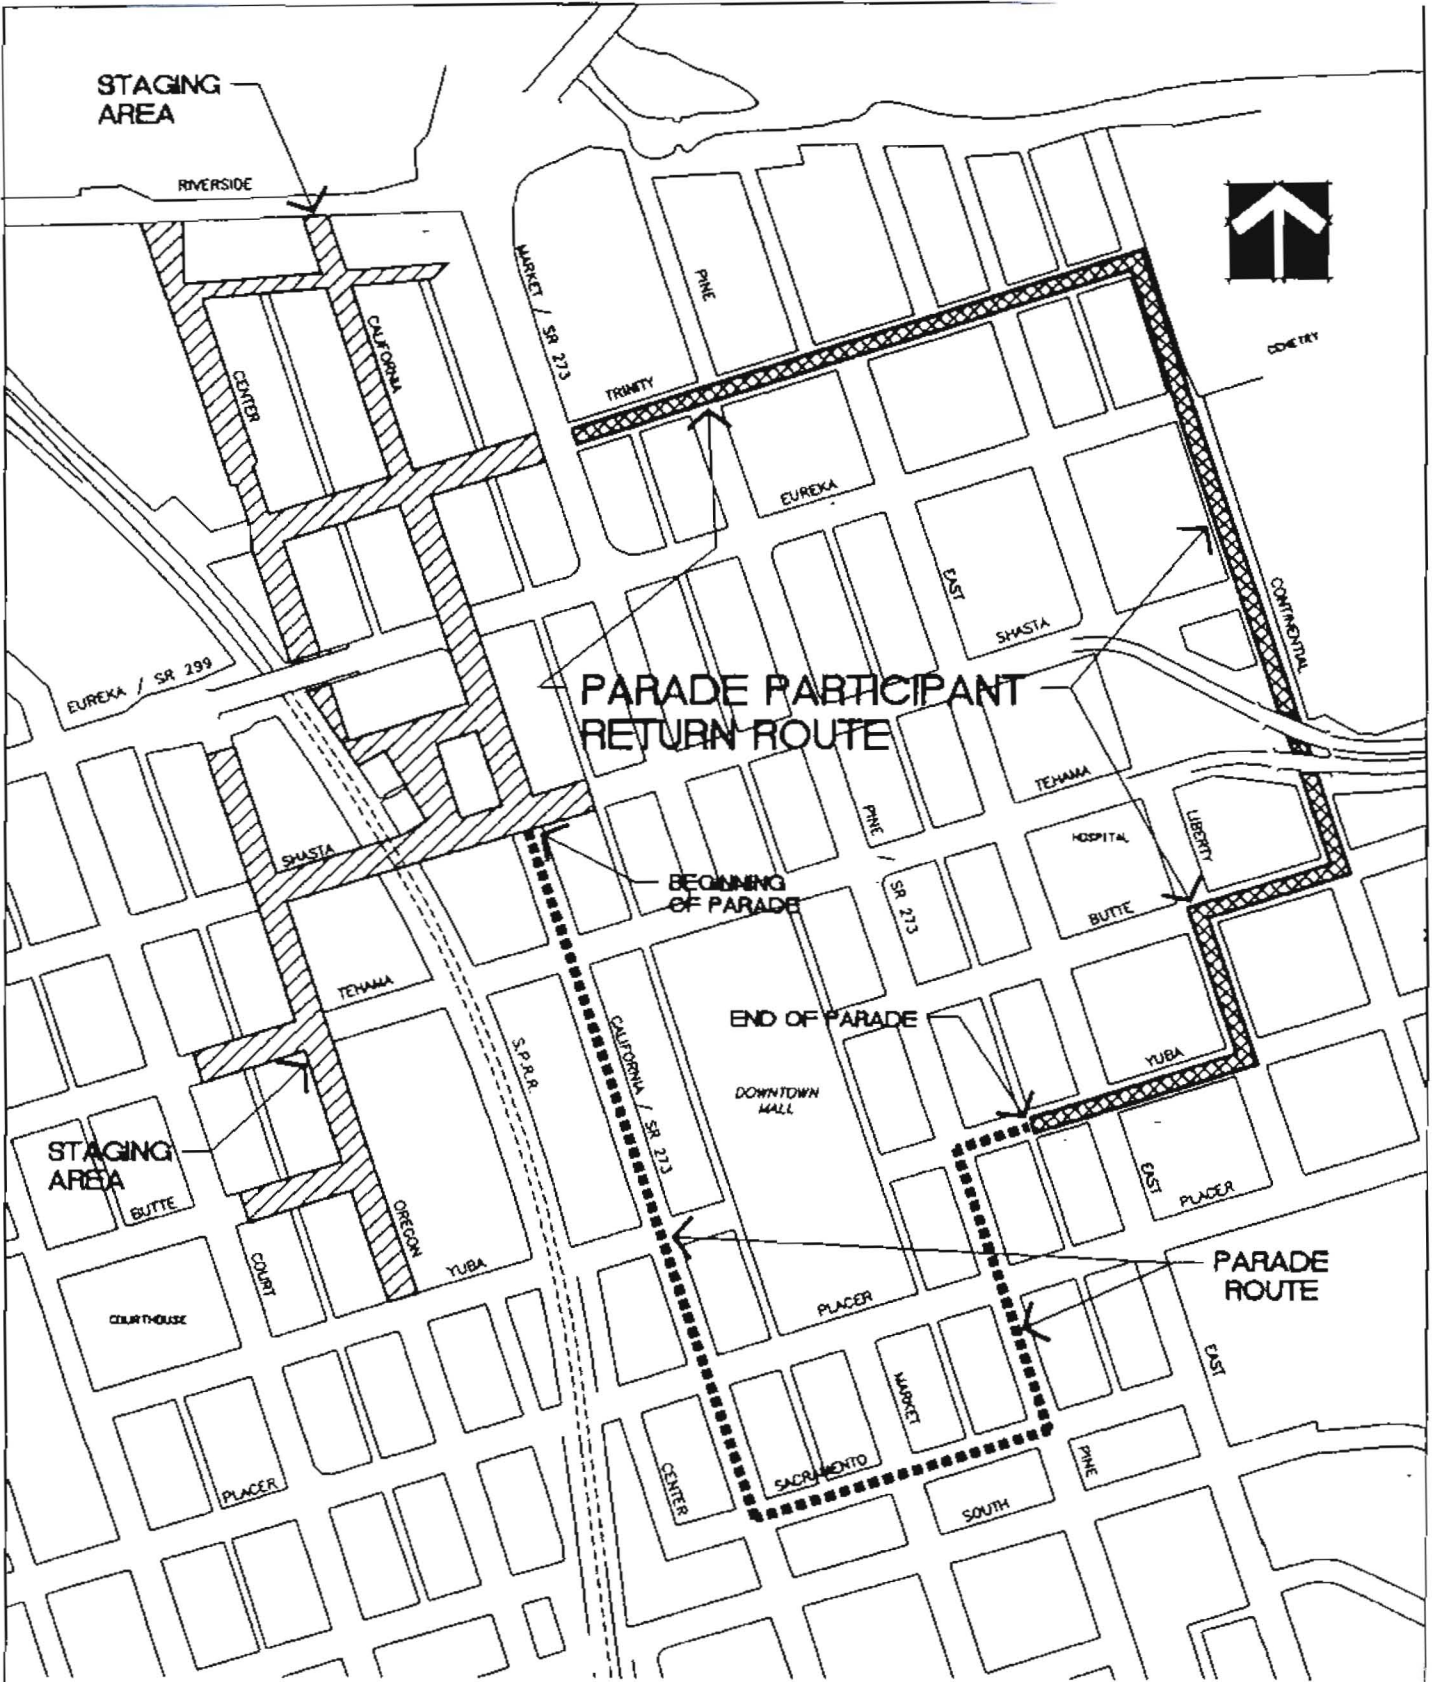 STAGING
AREA
RIVERSIDE
MARKET / SR 273
PINE
CALIFORNIA
CENTER
TRINITY
CEMETRY
EUREKA
EAST
SHASTA
CONTINENTIAL
EUREKA / SR 299
PARADE PARTICIPANT
RETURN ROUTE
TEHAMA
PINE
HOSPITAL
LIBERTY
SHASTA
BEGINNING
OF PARADE
SR 273
BUTTE
TEHAMA
END OF PARADE
S.P.R.R.
CALIFORNIA / SR 273
YUBA
DOWNTOWN
MALL
STAGING
AREA
BUTTE
EAST
PLACER
OREGON
COURT
YUBA
PARADE
ROUTE
COURTHOUSE
PLACER
EAST
MARKET
PLACER
CENTER
SACRAMENTO
PINE
SOUTH